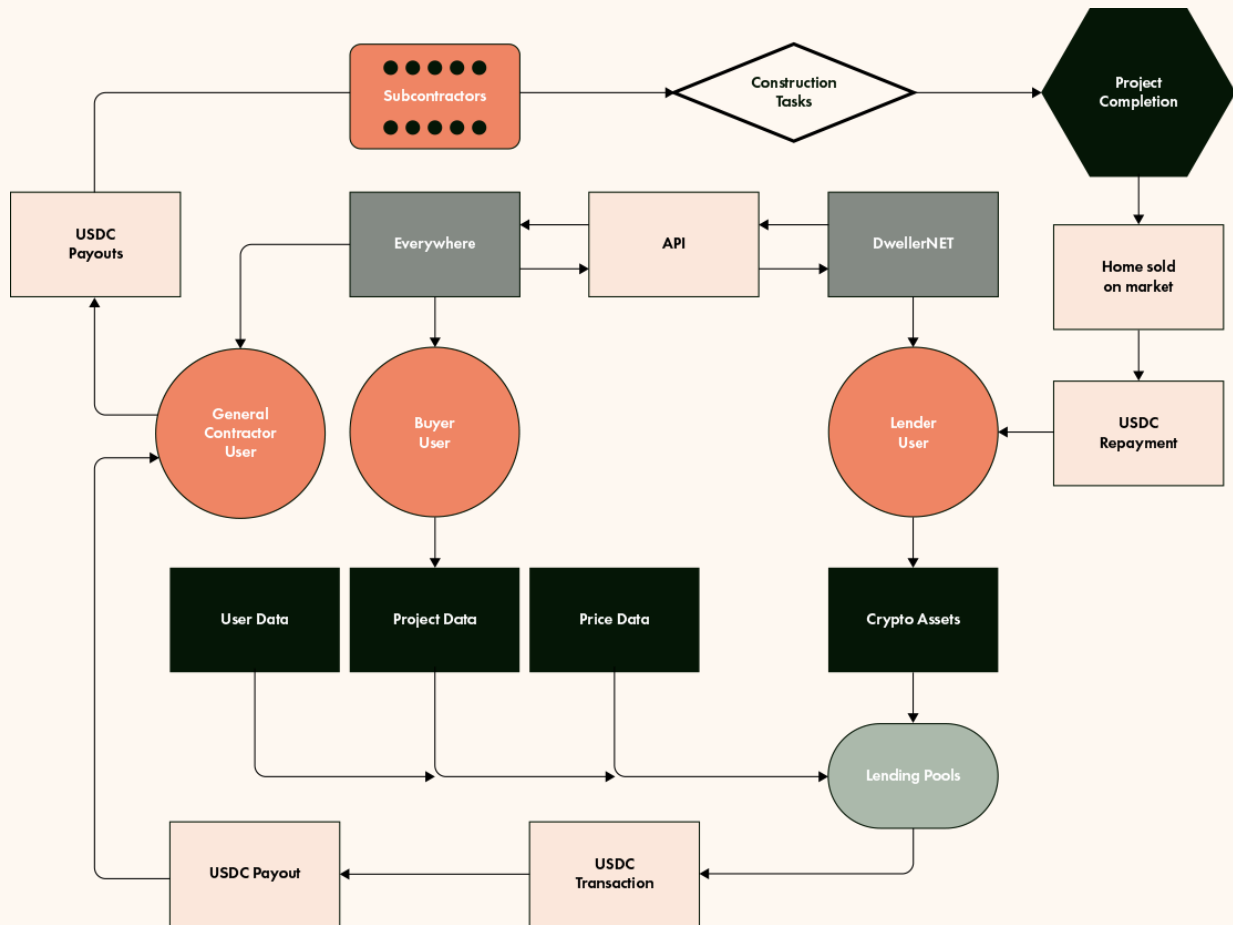 Subcontractors
Construction
Tasks
Project
Completion
USDC
Payouts
Everywhere
API
DwellerNET
Home sold
on market
General
Contractor
User
Buyer
User
Lender
User
USDC
Repayment
User Data
Project Data
Price Data
Crypto Assets
Lending Pools
USDC Payout
USDC
Transaction